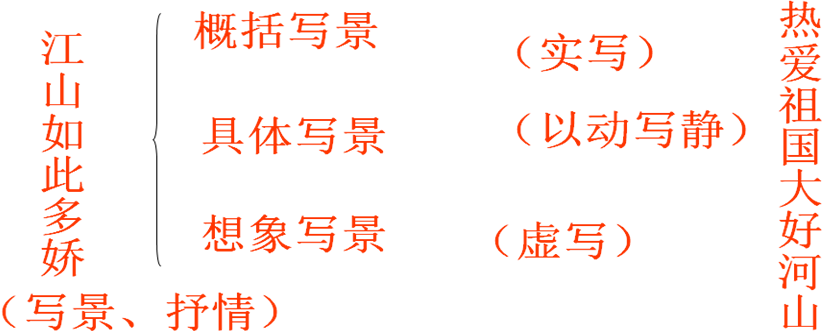 江山如此多娇
（写景、抒情）
概括写景
（实写）
具体写景
（以动写静）
想象写景
（虚写）
热爱祖国大好河山